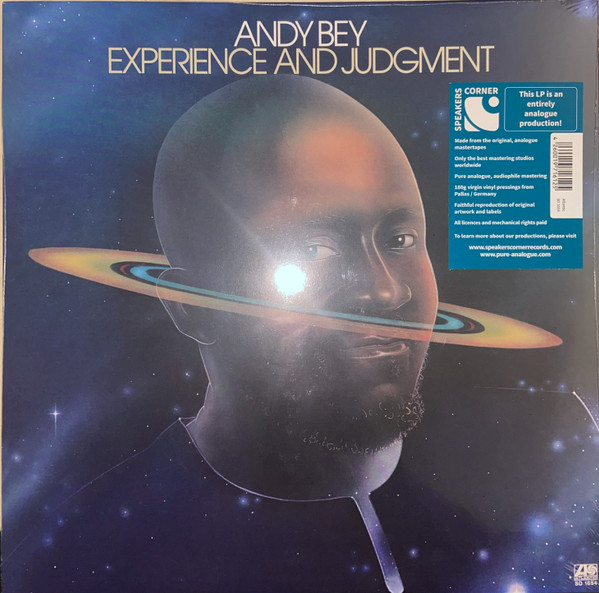 ANDY BEY
EXPERIENCE AND JUDGMENT
SPEAKERS
CORNER
This LP is an
entirely
analogue
production!
Made from the original, analogue
mastertapes
Only the best mastering studios
worldwide
Pure analogue, audiophile mastering
180g virgin vinyl pressings from
Pallas / Germany
Faithful reproduction of original
artwork and labels
All licences and mechanical rights paid
To learn more about our productions, please visit
www.speakerscornerrecords.com
www.pure-analogue.com
SD 1654